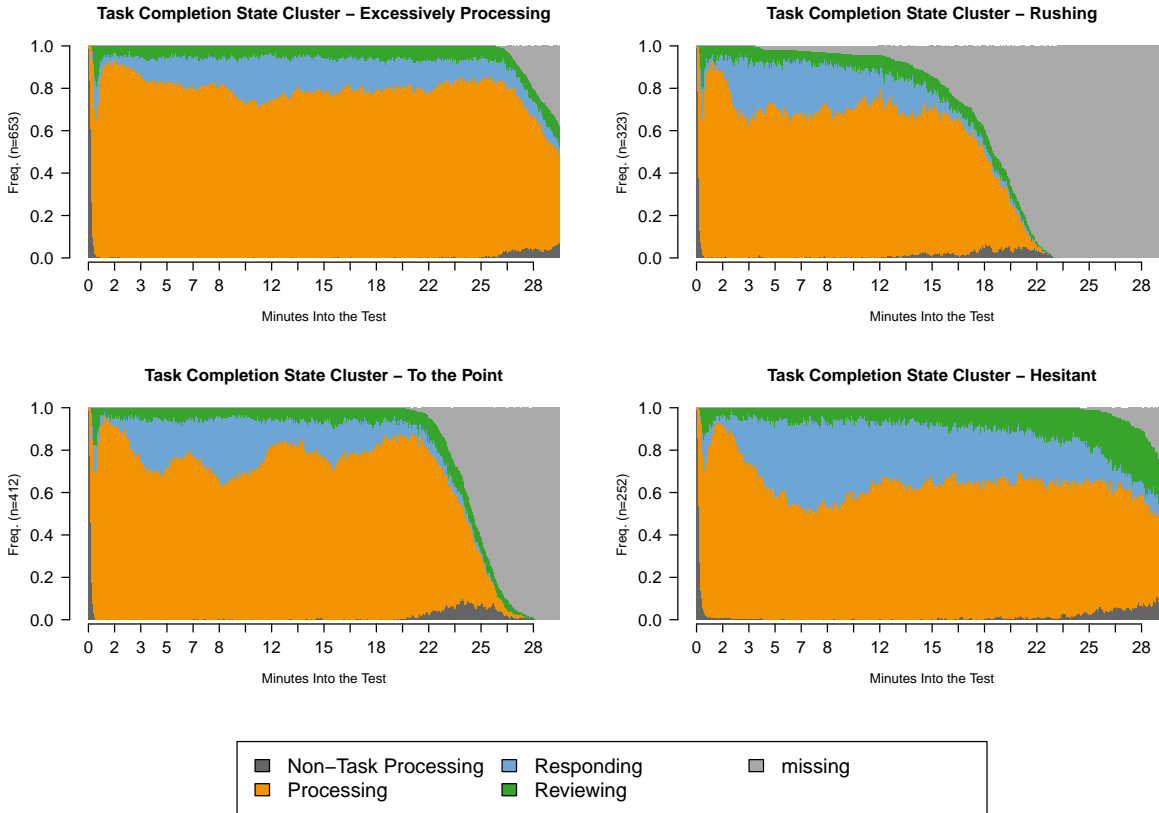 Task Completion State Cluster − Excessively Processing
Freq. (n=653)
1.0
0.8
0.6
0.4
0.2
0.0
0 2 3 5 7 8 10 12 13 15 16 18 22 28
Minutes Into the Test
Task Completion State Cluster − Rushing
Freq. (n=323)
1.0
0.8
0.6
0.4
0.2
0.0
0 2 3 5 7 8 12 15 18 22 25 28
Minutes Into the Test
Task Completion State Cluster − To the Point
Freq. (n=412)
1.0
0.8
0.6
0.4
0.2
0.0
0 2 3 5 7 8 10 12 13 15 16 18 22 25 28
Minutes Into the Test
Task Completion State Cluster − Hesitant
Freq. (n=252)
1.0
0.8
0.6
0.4
0.2
0.0
0 2 3 5 7 8 12 15 18 22 25 28
Minutes Into the Test
Non−Task Processing Responding missing
Processing Reviewing